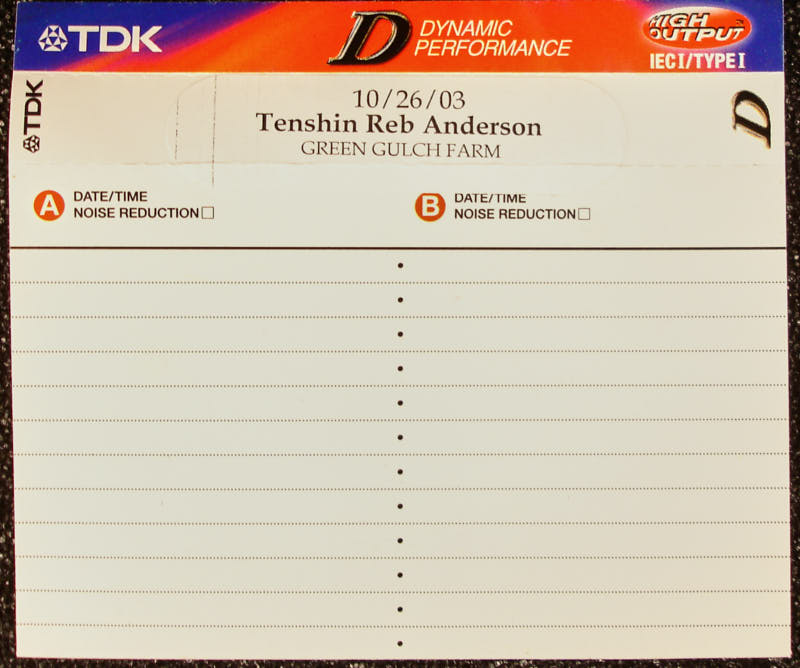 TDK D DYNAMIC PERFORMANCE HIGH OUTPUT
IECI/TYPE I
TDK D
10/26/03
Tenshin Reb Anderson
GREEN GULCH FARM
A DATE/TIME
NOISE REDUCTION
B DATE/TIME
NOISE REDUCTION